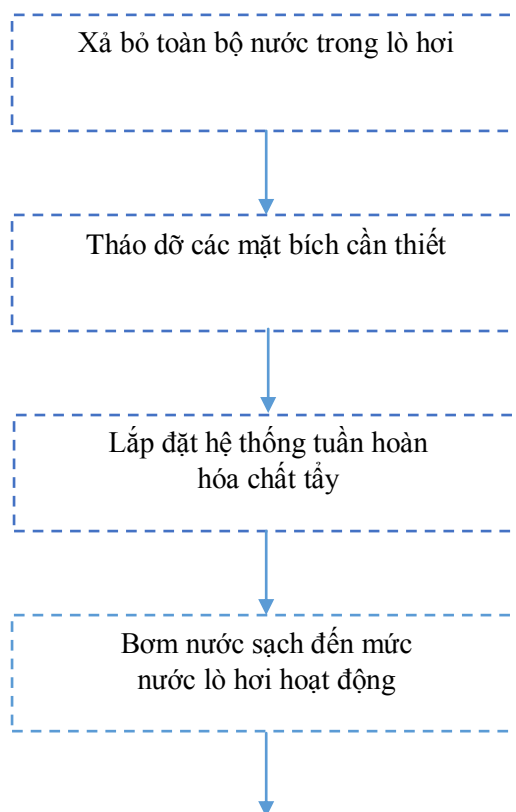 Xả bỏ toàn bộ nước trong lò hơi
Tháo dỡ các mặt bích cần thiết
Lắp đặt hệ thống tuần hoàn
hóa chất tẩy
Bơm nước sạch đến mức
nước lò hơi hoạt động